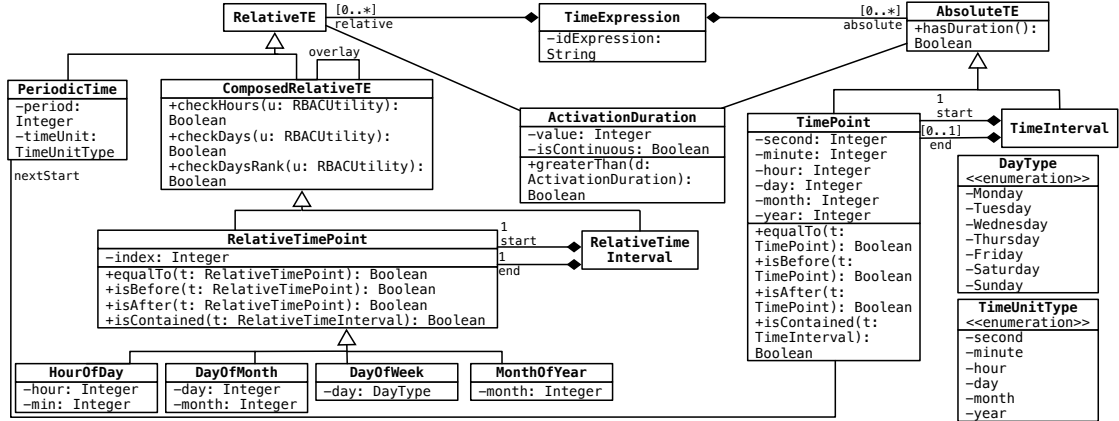 RelativeTE
[0..*]
relative
TimeExpression
−idExpression:
String
[0..*]
absolute
AbsoluteTE
+hasDuration():
Boolean
overlay
PeriodicTime
−period:
Integer
−timeUnit:
TimeUnitType
nextStart
ComposedRelativeTE
+checkHours(u: RBACUtility):
Boolean
+checkDays(u: RBACUtility):
Boolean
+checkDaysRank(u: RBACUtility):
Boolean
ActivationDuration
−value: Integer
−isContinuous: Boolean
+greaterThan(d:
ActivationDuration):
Boolean
TimePoint
−second: Integer
−minute: Integer
−hour: Integer
−day: Integer
−month: Integer
−year: Integer
+equalTo(t:
TimePoint): Boolean
+isBefore(t:
TimePoint): Boolean
+isAfter(t:
TimePoint): Boolean
+isContained(t:
TimeInterval):
Boolean
1
start
[0..1]
end
TimeInterval
DayType
<<enumeration>>
−Monday
−Tuesday
−Wednesday
−Thursday
−Friday
−Saturday
−Sunday
RelativeTimePoint
−index: Integer
+equalTo(t: RelativeTimePoint): Boolean
+isBefore(t: RelativeTimePoint): Boolean
+isAfter(t: RelativeTimePoint): Boolean
+isContained(t: RelativeTimeInterval): Boolean
1
start
1
end
RelativeTime
Interval
TimeUnitType
<<enumeration>>
−second
−minute
−hour
−day
−month
−year
HourOfDay
−hour: Integer
−min: Integer
DayOfMonth
−day: Integer
−month: Integer
DayOfWeek
−day: DayType
MonthOfYear
−month: Integer